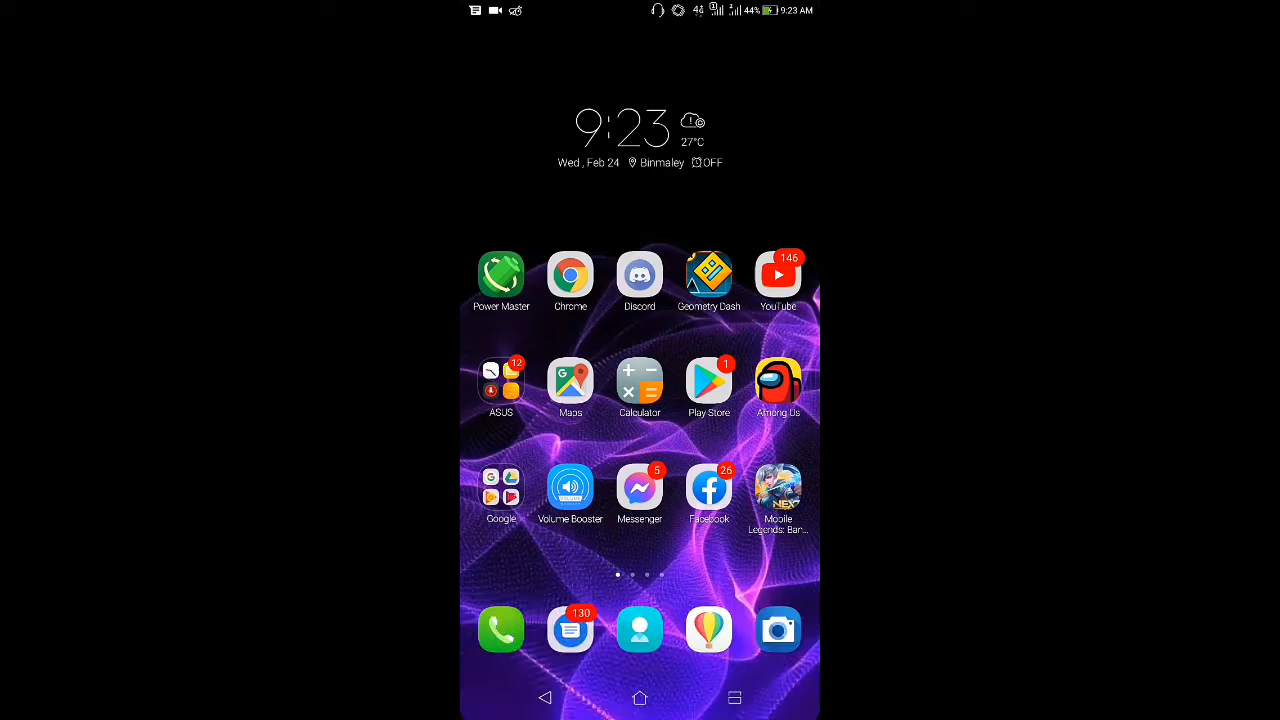 44% 9:23 AM
9:23
27°C
Wed , Feb 24 Binmaley OFF
146
Power Master Chrome Discord Geometry Dash YouTube
12 1
ASUS Maps Calculator Play Store Among Us
5 26
VOLUME
NEX
Google Volume Booster Messenger Facebook Mobile
Legends: Ban...
130